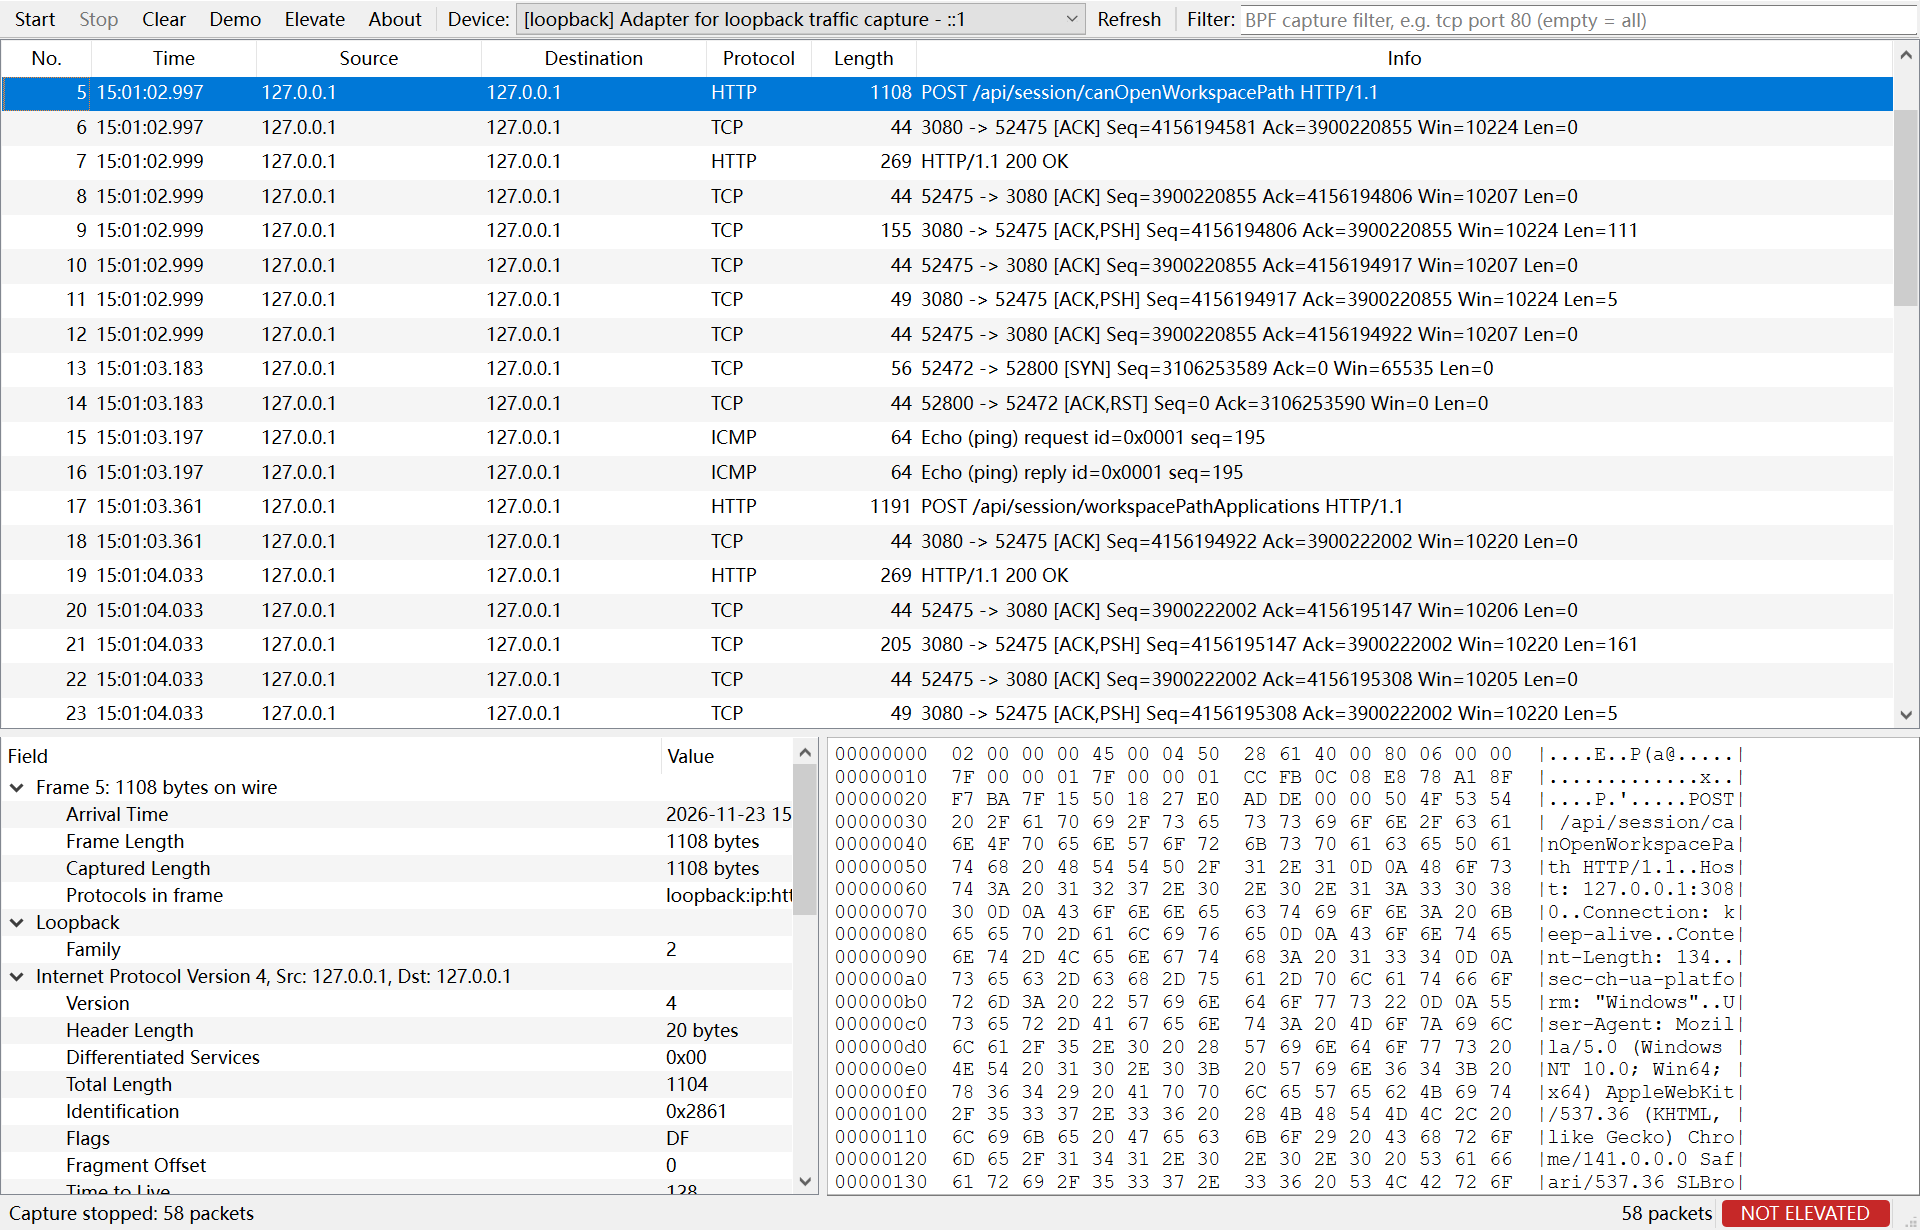 Start Stop Clear Demo Elevate About Device: [loopback] Adapter for loopback traffic capture - ::1 Refresh Filter: BPF capture filter, e.g. tcp port 80 (empty = all)
No. Time Source Destination Protocol Length Info
5 15:01:02.997 127.0.0.1 127.0.0.1 HTTP 1108 POST /api/session/canOpenWorkspacePath HTTP/1.1
6 15:01:02.997 127.0.0.1 127.0.0.1 TCP 44 3080 -> 52475 [ACK] Seq=4156194581 Ack=3900220855 Win=10224 Len=0
7 15:01:02.999 127.0.0.1 127.0.0.1 HTTP 269 HTTP/1.1 200 OK
8 15:01:02.999 127.0.0.1 127.0.0.1 TCP 44 52475 -> 3080 [ACK] Seq=3900220855 Ack=4156194806 Win=10207 Len=0
9 15:01:02.999 127.0.0.1 127.0.0.1 TCP 155 3080 -> 52475 [ACK,PSH] Seq=4156194806 Ack=3900220855 Win=10224 Len=111
10 15:01:02.999 127.0.0.1 127.0.0.1 TCP 44 52475 -> 3080 [ACK] Seq=3900220855 Ack=4156194917 Win=10207 Len=0
11 15:01:02.999 127.0.0.1 127.0.0.1 TCP 49 3080 -> 52475 [ACK,PSH] Seq=4156194917 Ack=3900220855 Win=10224 Len=5
12 15:01:02.999 127.0.0.1 127.0.0.1 TCP 44 52475 -> 3080 [ACK] Seq=3900220855 Ack=4156194922 Win=10207 Len=0
13 15:01:03.183 127.0.0.1 127.0.0.1 TCP 56 52472 -> 52800 [SYN] Seq=3106253589 Ack=0 Win=65535 Len=0
14 15:01:03.183 127.0.0.1 127.0.0.1 TCP 44 52800 -> 52472 [ACK,RST] Seq=0 Ack=3106253590 Win=0 Len=0
15 15:01:03.197 127.0.0.1 127.0.0.1 ICMP 64 Echo (ping) request id=0x0001 seq=195
16 15:01:03.197 127.0.0.1 127.0.0.1 ICMP 64 Echo (ping) reply id=0x0001 seq=195
17 15:01:03.361 127.0.0.1 127.0.0.1 HTTP 1191 POST /api/session/workspacePathApplications HTTP/1.1
18 15:01:03.361 127.0.0.1 127.0.0.1 TCP 44 3080 -> 52475 [ACK] Seq=4156194922 Ack=3900222002 Win=10220 Len=0
19 15:01:04.033 127.0.0.1 127.0.0.1 HTTP 269 HTTP/1.1 200 OK
20 15:01:04.033 127.0.0.1 127.0.0.1 TCP 44 52475 -> 3080 [ACK] Seq=3900222002 Ack=4156195147 Win=10206 Len=0
21 15:01:04.033 127.0.0.1 127.0.0.1 TCP 205 3080 -> 52475 [ACK,PSH] Seq=4156195147 Ack=3900222002 Win=10220 Len=161
22 15:01:04.033 127.0.0.1 127.0.0.1 TCP 44 52475 -> 3080 [ACK] Seq=3900222002 Ack=4156195308 Win=10205 Len=0
23 15:01:04.033 127.0.0.1 127.0.0.1 TCP 49 3080 -> 52475 [ACK,PSH] Seq=4156195308 Ack=3900222002 Win=10220 Len=5
Field Value
Frame 5: 1108 bytes on wire
Arrival Time 2026-11-23 15
Frame Length 1108 bytes
Captured Length 1108 bytes
Protocols in frame loopback:ip:htt
Loopback
Family 2
Internet Protocol Version 4, Src: 127.0.0.1, Dst: 127.0.0.1
Version 4
Header Length 20 bytes
Differentiated Services 0x00
Total Length 1104
Identification 0x2861
Flags DF
Fragment Offset 0
Time to Live 128
00000000 02 00 00 00 45 00 04 50 28 61 40 00 80 06 00 00 |....E..P(a@.....|
00000010 7F 00 00 01 7F 00 00 01 CC FB 0C 08 E8 78 A1 8F |.............x..|
00000020 F7 BA 7F 15 50 18 27 E0 AD DE 00 00 50 4F 53 54 |....P.'.....POST|
00000030 20 2F 61 70 69 2F 73 65 73 73 69 6F 6E 2F 63 61 | /api/session/ca|
00000040 6E 4F 70 65 6E 57 6F 72 6B 73 70 61 63 65 50 61 |nOpenWorkspacePa|
00000050 74 68 20 48 54 54 50 2F 31 2E 31 0D 0A 48 6F 73 |th HTTP/1.1..Hos|
00000060 74 3A 20 31 32 37 2E 30 2E 30 2E 31 3A 33 30 38 |t: 127.0.0.1:308|
00000070 30 0D 0A 43 6F 6E 6E 65 63 74 69 6F 6E 3A 20 6B |0..Connection: k|
00000080 65 65 70 2D 61 6C 69 76 65 0D 0A 43 6F 6E 74 65 |eep-alive..Conte|
00000090 6E 74 2D 4C 65 6E 67 74 68 3A 20 31 33 34 0D 0A |nt-Length: 134..|
000000a0 73 65 63 2D 63 68 2D 75 61 2D 70 6C 61 74 66 6F |sec-ch-ua-platfo|
000000b0 72 6D 3A 20 22 57 69 6E 64 6F 77 73 22 0D 0A 55 |rm: "Windows"..U|
000000c0 73 65 72 2D 41 67 65 6E 74 3A 20 4D 6F 7A 69 6C |ser-Agent: Mozil|
000000d0 6C 61 2F 35 2E 30 20 28 57 69 6E 64 6F 77 73 20 |la/5.0 (Windows |
000000e0 4E 54 20 31 30 2E 30 3B 20 57 69 6E 36 34 3B 20 |NT 10.0; Win64; |
000000f0 78 36 34 29 20 41 70 70 6C 65 57 65 62 4B 69 74 |x64) AppleWebKit|
00000100 2F 35 33 37 2E 33 36 20 28 4B 48 54 4D 4C 2C 20 |/537.36 (KHTML, |
00000110 6C 69 6B 65 20 47 65 63 6B 6F 29 20 43 68 72 6F |like Gecko) Chro|
00000120 6D 65 2F 31 34 31 2E 30 2E 30 2E 30 20 53 61 66 |me/141.0.0.0 Saf|
00000130 61 72 69 2F 35 33 37 2E 33 36 20 53 4C 42 72 6F |ari/537.36 SLBro|
Capture stopped: 58 packets 58 packets NOT ELEVATED